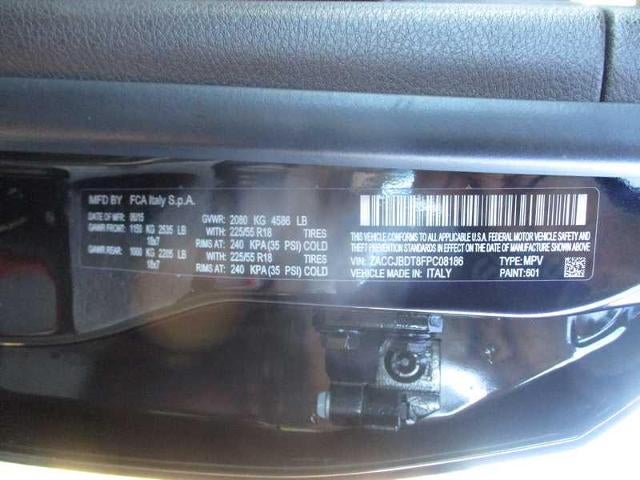 MFD BY FCA Italy S.p.A.
DATE OF MFR: 06/15 GVWR: 2080 KG 4586 LB
GAWR FRONT: 1150 KG 2535 LB WITH: 225/55 R18 TIRES
18x7 RIMS AT: 240 KPA (35 PSI) COLD
GAWR REAR: 1000 KG 2205 LB WITH: 225/55 R18 TIRES
18x7 RIMS AT: 240 KPA (35 PSI) COLD
THIS VEHICLE CONFORMS TO ALL APPLICABLE U.S.A. FEDERAL MOTOR VEHICLE SAFETY AND
THEFT PREVENTION STANDARDS IN EFFECT ON THE DATE OF MANUFACTURE SHOWN ABOVE
VIN: ZACCJBDT8FPC08186 TYPE: MPV
VEHICLE MADE IN: ITALY PAINT: 601